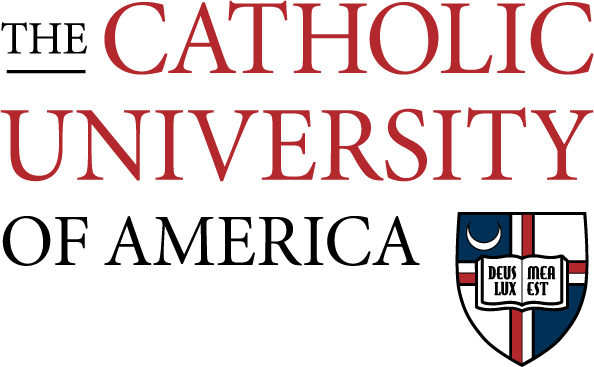 THE CATHOLIC
UNIVERSITY
OF AMERICA
DEUS MEA
LUX EST